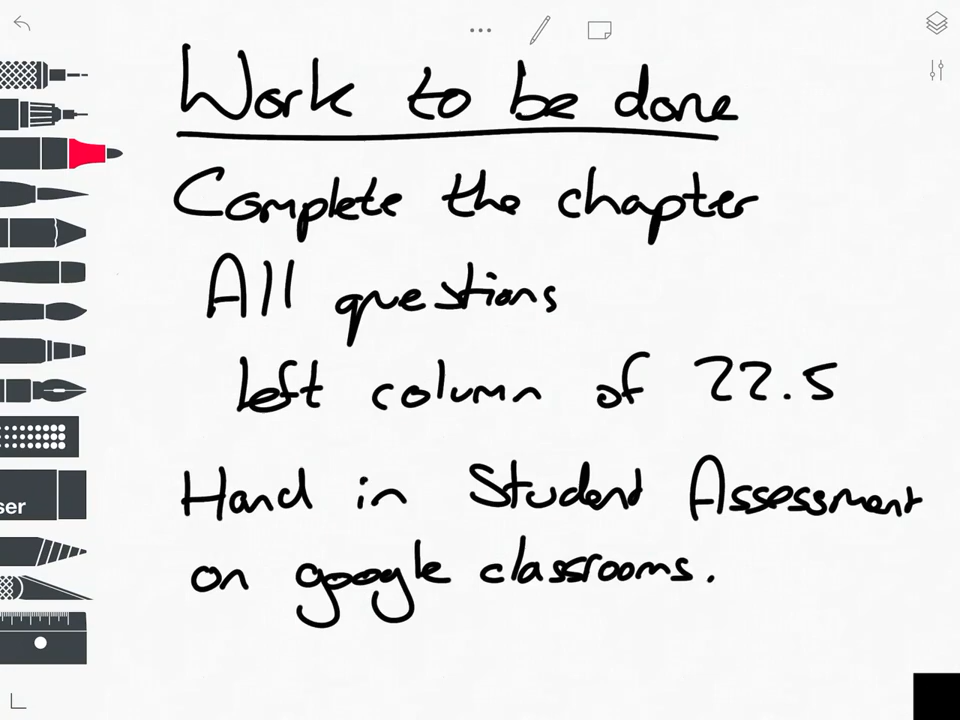 Work to be done
Complete the chapter
All questions
left column of 22.5
Hand in Student Assessment
on google classrooms.
ser